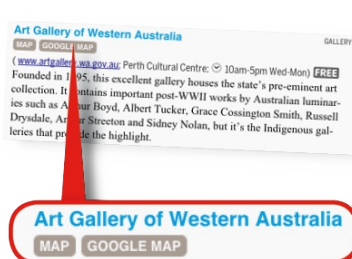 Art Gallery of Western Australia
GALLERY
MAP GOOGLE MAP
( www.artgallery.wa.gov.au; Perth Cultural Centre; 10am-5pm Wed-Mon) FREE
Founded in 1895, this excellent gallery houses the state's pre-eminent art
collection. It contains important post-WWII works by Australian luminar-
ies such as Arthur Boyd, Albert Tucker, Grace Cossington Smith, Russell
Drysdale, Arthur Streeton and Sidney Nolan, but it's the Indigenous gal-
leries that provide the highlight.
Art Gallery of Western Australia
MAP GOOGLE MAP